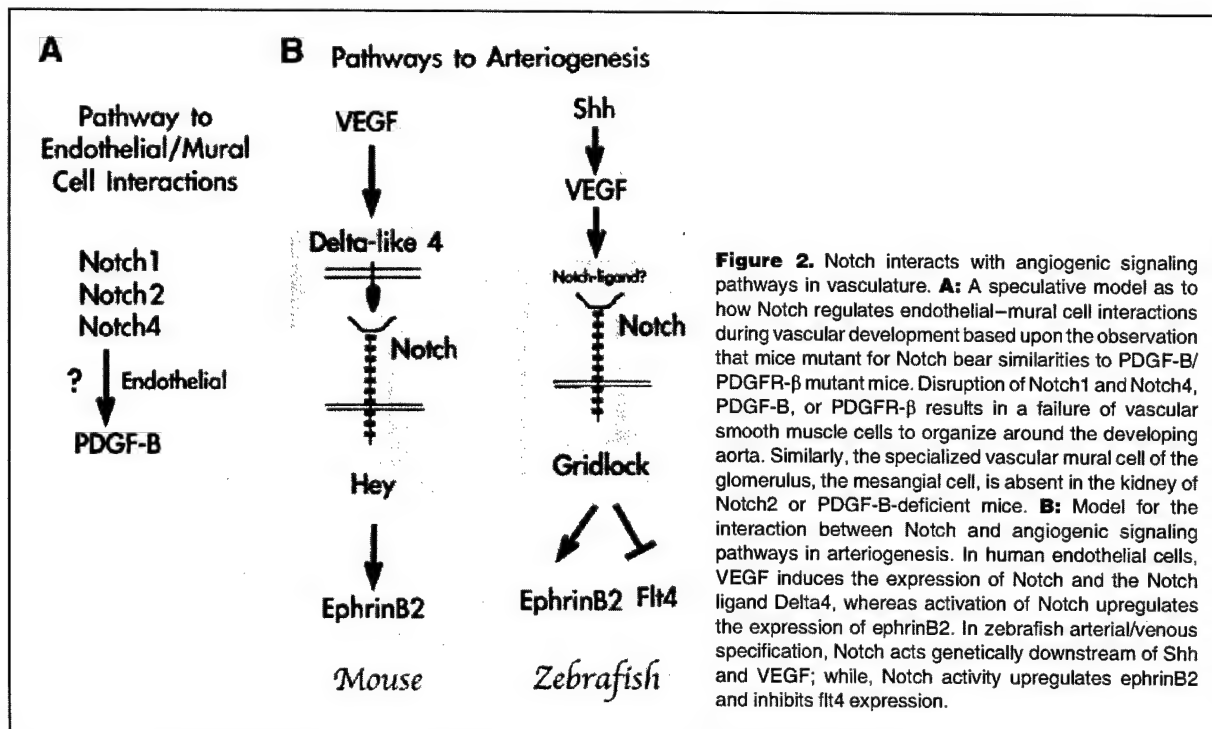 A
Pathway to
Endothelial/Mural
Cell Interactions
Notch1
Notch2
Notch4
? Endothelial
PDGF-B
B Pathways to Arteriogenesis
VEGF
Delta-like 4
Notch
Hey
EphrinB2
Mouse
Shh
VEGF
Notch-ligand?
Notch
Gridlock
EphrinB2 Flt4
Zebrafish
Figure 2. Notch interacts with angiogenic signaling
pathways in vasculature. A: A speculative model as to
how Notch regulates endothelial–mural cell interactions
during vascular development based upon the observation
that mice mutant for Notch bear similarities to PDGF-B/
PDGFR-β mutant mice. Disruption of Notch1 and Notch4,
PDGF-B, or PDGFR-β results in a failure of vascular
smooth muscle cells to organize around the developing
aorta. Similarly, the specialized vascular mural cell of the
glomerulus, the mesangial cell, is absent in the kidney of
Notch2 or PDGF-B-deficient mice. B: Model for the
interaction between Notch and angiogenic signaling
pathways in arteriogenesis. In human endothelial cells,
VEGF induces the expression of Notch and the Notch
ligand Delta4, whereas activation of Notch upregulates
the expression of ephrinB2. In zebrafish arterial/venous
specification, Notch acts genetically downstream of Shh
and VEGF; while, Notch activity upregulates ephrinB2
and inhibits flt4 expression.